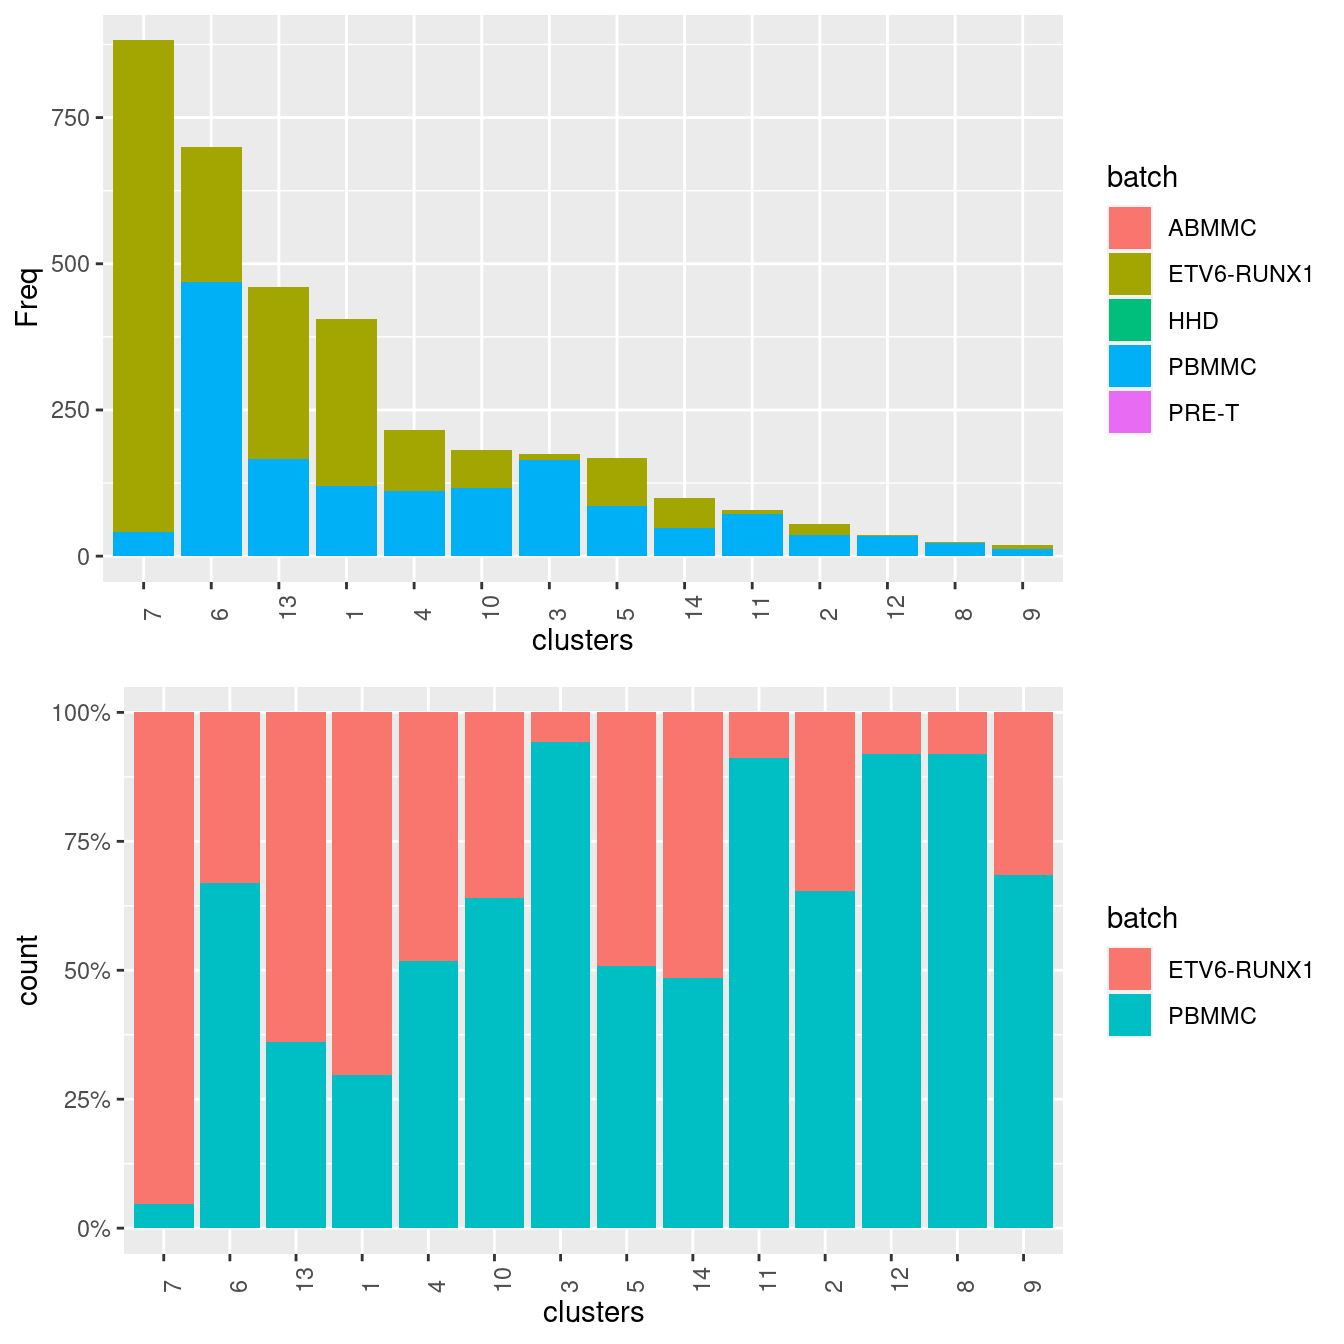 750
500
250
0
Freq
7 6 13 1 4 10 3 5 14 11 2 12 8 9
clusters
batch
ABMMC
ETV6-RUNX1
HHD
PBMMC
PRE-T
100%
75%
50%
25%
0%
count
7 6 13 1 4 10 3 5 14 11 2 12 8 9
clusters
batch
ETV6-RUNX1
PBMMC